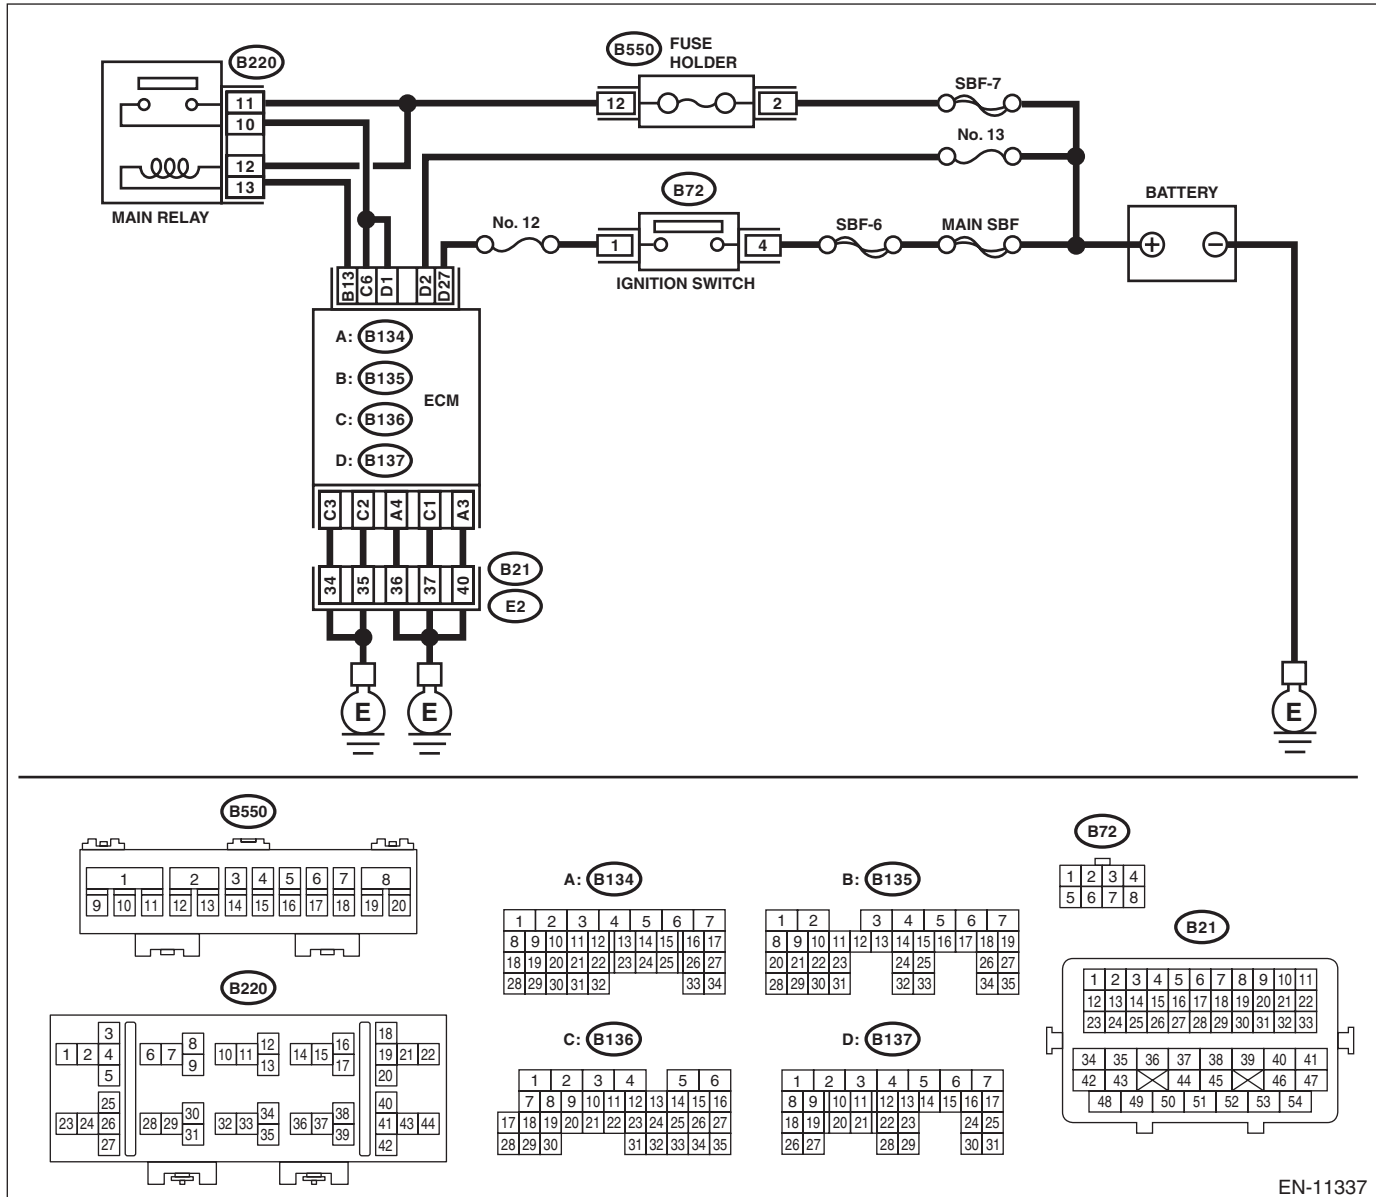 B220
B550 FUSE HOLDER
SBF-7
11
10
12
13
12
2
No. 13
MAIN RELAY
B72
BATTERY
No. 12
1
4
SBF-6
MAIN SBF
+
−
IGNITION SWITCH
B13
C6
D1
D2
D27
A: B134
B: B135
C: B136
D: B137
ECM
C3
C2
A4
C1
A3
34
35
36
37
40
B21
E2
E
E
E
B550
1 2 3 4 5 6 7 8
9 10 11 12 13 14 15 16 17 18 19 20
B220
3 8 12 16 18
1 2 4 6 7 10 11 14 15 19 21 22
9 13 17
5 20
25 30 34 38 40
23 24 26 28 29 32 33 36 37 41 43 44
31 35 39
27 42
A: B134
1 2 3 4 5 6 7
8 9 10 11 12 13 14 15 16 17
18 19 20 21 22 23 24 25 26 27
28 29 30 31 32 33 34
B: B135
1 2 3 4 5 6 7
8 9 10 11 12 13 14 15 16 17 18 19
20 21 22 23 24 25 26 27
28 29 30 31 32 33 34 35
C: B136
1 2 3 4 5 6
7 8 9 10 11 12 13 14 15 16
17 18 19 20 21 22 23 24 25 26 27
28 29 30 31 32 33 34 35
D: B137
1 2 3 4 5 6 7
8 9 10 11 12 13 14 15 16 17
18 19 20 21 22 23 24 25
26 27 28 29 30 31
B72
1 2 3 4
5 6 7 8
B21
1 2 3 4 5 6 7 8 9 10 11
12 13 14 15 16 17 18 19 20 21 22
23 24 25 26 27 28 29 30 31 32 33
34 35 36 37 38 39 40 41
42 43 44 45 46 47
48 49 50 51 52 53 54
EN-11337